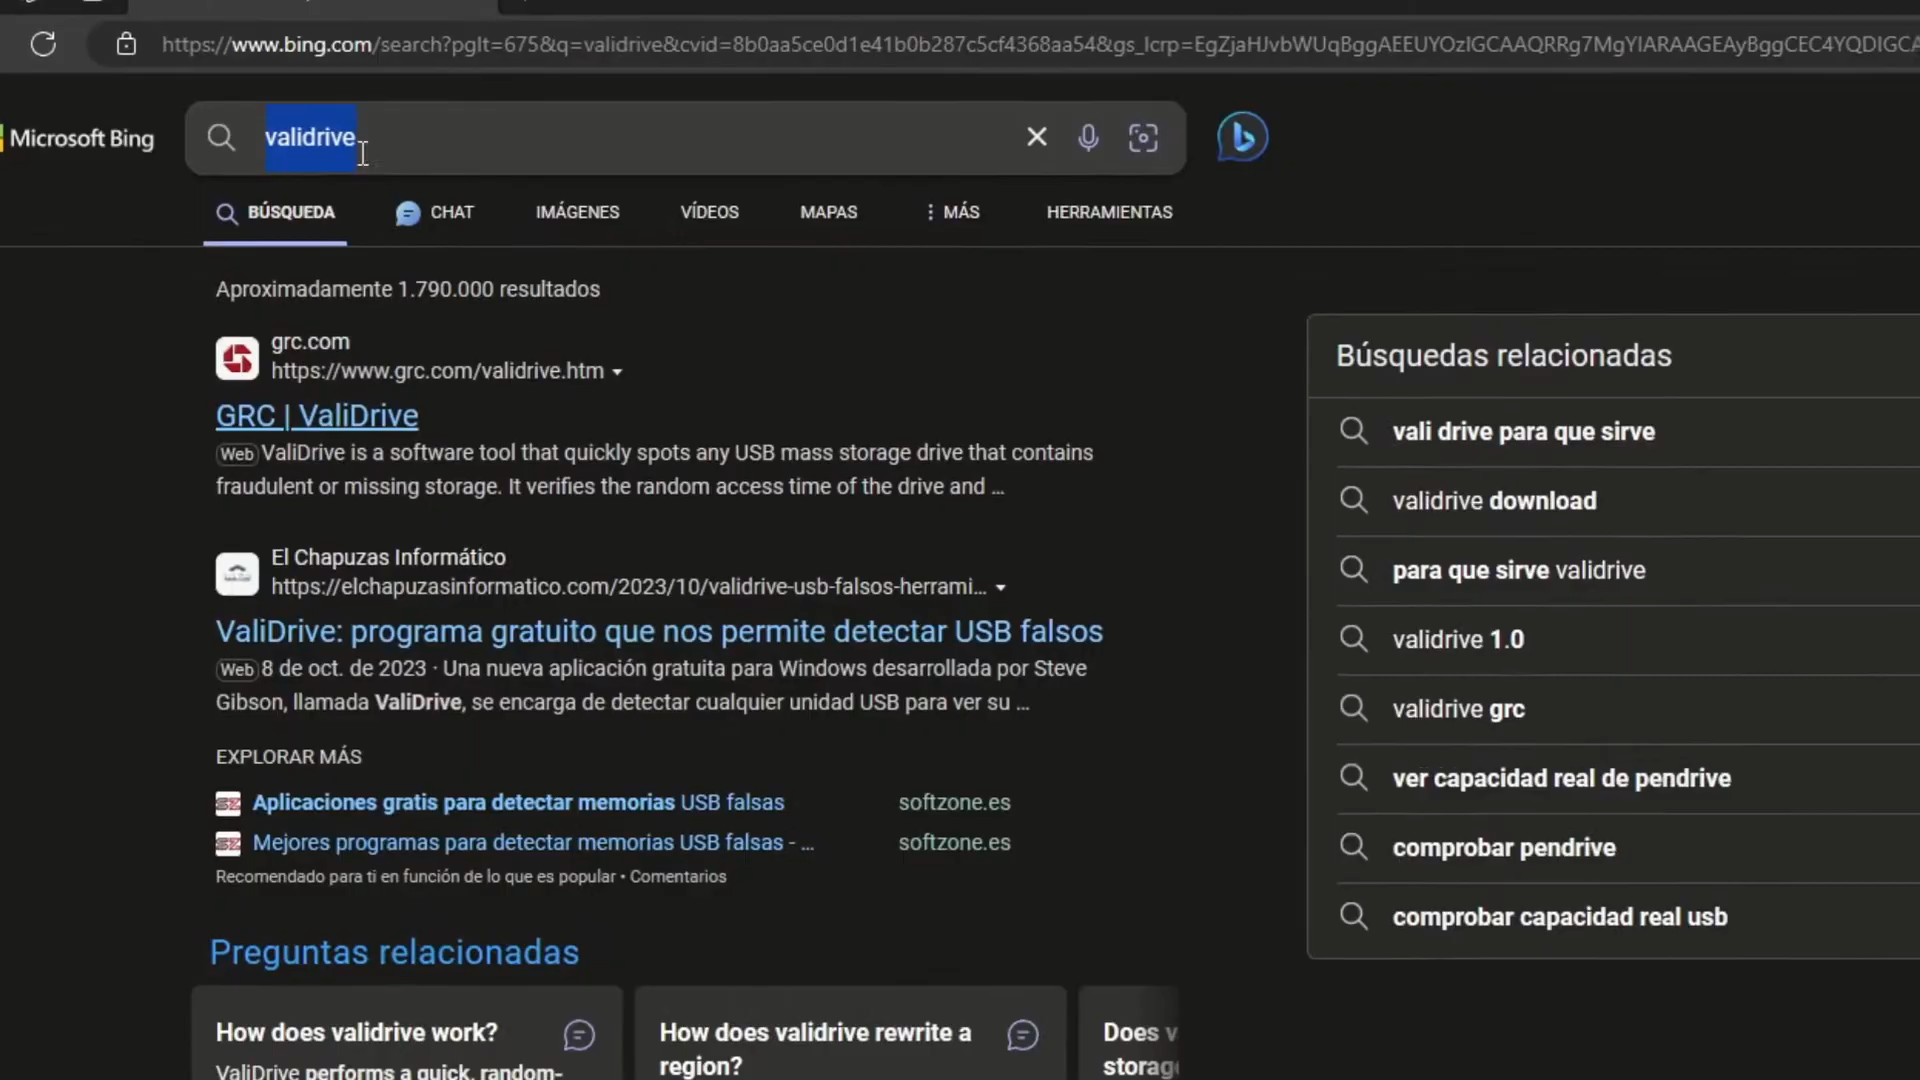 https://www.bing.com/search?pglt=675&q=validrive&cvid=8b0aa5ce0d1e41b0b287c5cf4368aa54&gs_lcrp=EgZjaHJvbWUqBggAEEUYOzIGCAAQRRg7MgYIARAAGEAyBggCEC4YQDIGCA
Microsoft Bing
validrive
BÚSQUEDA
CHAT
IMÁGENES
VÍDEOS
MAPAS
MÁS
HERRAMIENTAS
Aproximadamente 1.790.000 resultados
grc.com
https://www.grc.com/validrive.htm
GRC | ValiDrive
Web ValiDrive is a software tool that quickly spots any USB mass storage drive that contains
fraudulent or missing storage. It verifies the random access time of the drive and ...
El Chapuzas Informático
https://elchapuzasinformatico.com/2023/10/validrive-usb-falsos-herrami...
ValiDrive: programa gratuito que nos permite detectar USB falsos
Web 8 de oct. de 2023 · Una nueva aplicación gratuita para Windows desarrollada por Steve
Gibson, llamada ValiDrive, se encarga de detectar cualquier unidad USB para ver su ...
EXPLORAR MÁS
Aplicaciones gratis para detectar memorias USB falsas
softzone.es
Mejores programas para detectar memorias USB falsas - ...
softzone.es
Recomendado para ti en función de lo que es popular • Comentarios
Preguntas relacionadas
How does validrive work?
ValiDrive performs a quick, random-
How does validrive rewrite a
region?
Does v
storag
Búsquedas relacionadas
vali drive para que sirve
validrive download
para que sirve validrive
validrive 1.0
validrive grc
ver capacidad real de pendrive
comprobar pendrive
comprobar capacidad real usb